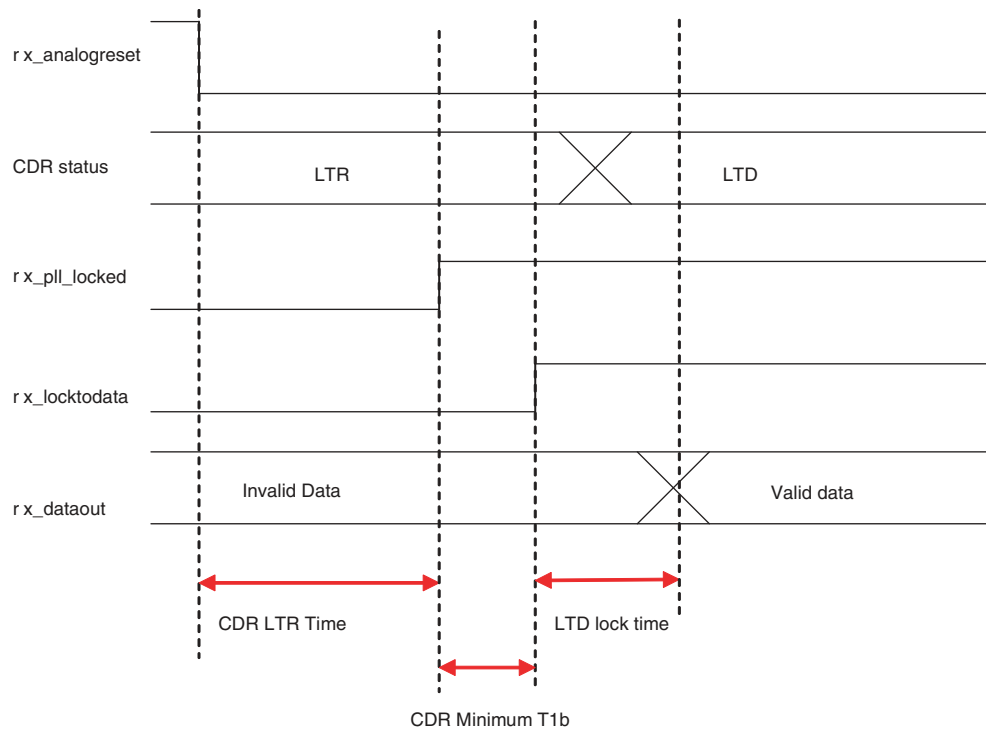 r x_analogreset
CDR status
LTR
LTD
r x_pll_locked
r x_locktodata
r x_dataout
Invalid Data
Valid data
CDR LTR Time
LTD lock time
CDR Minimum T1b